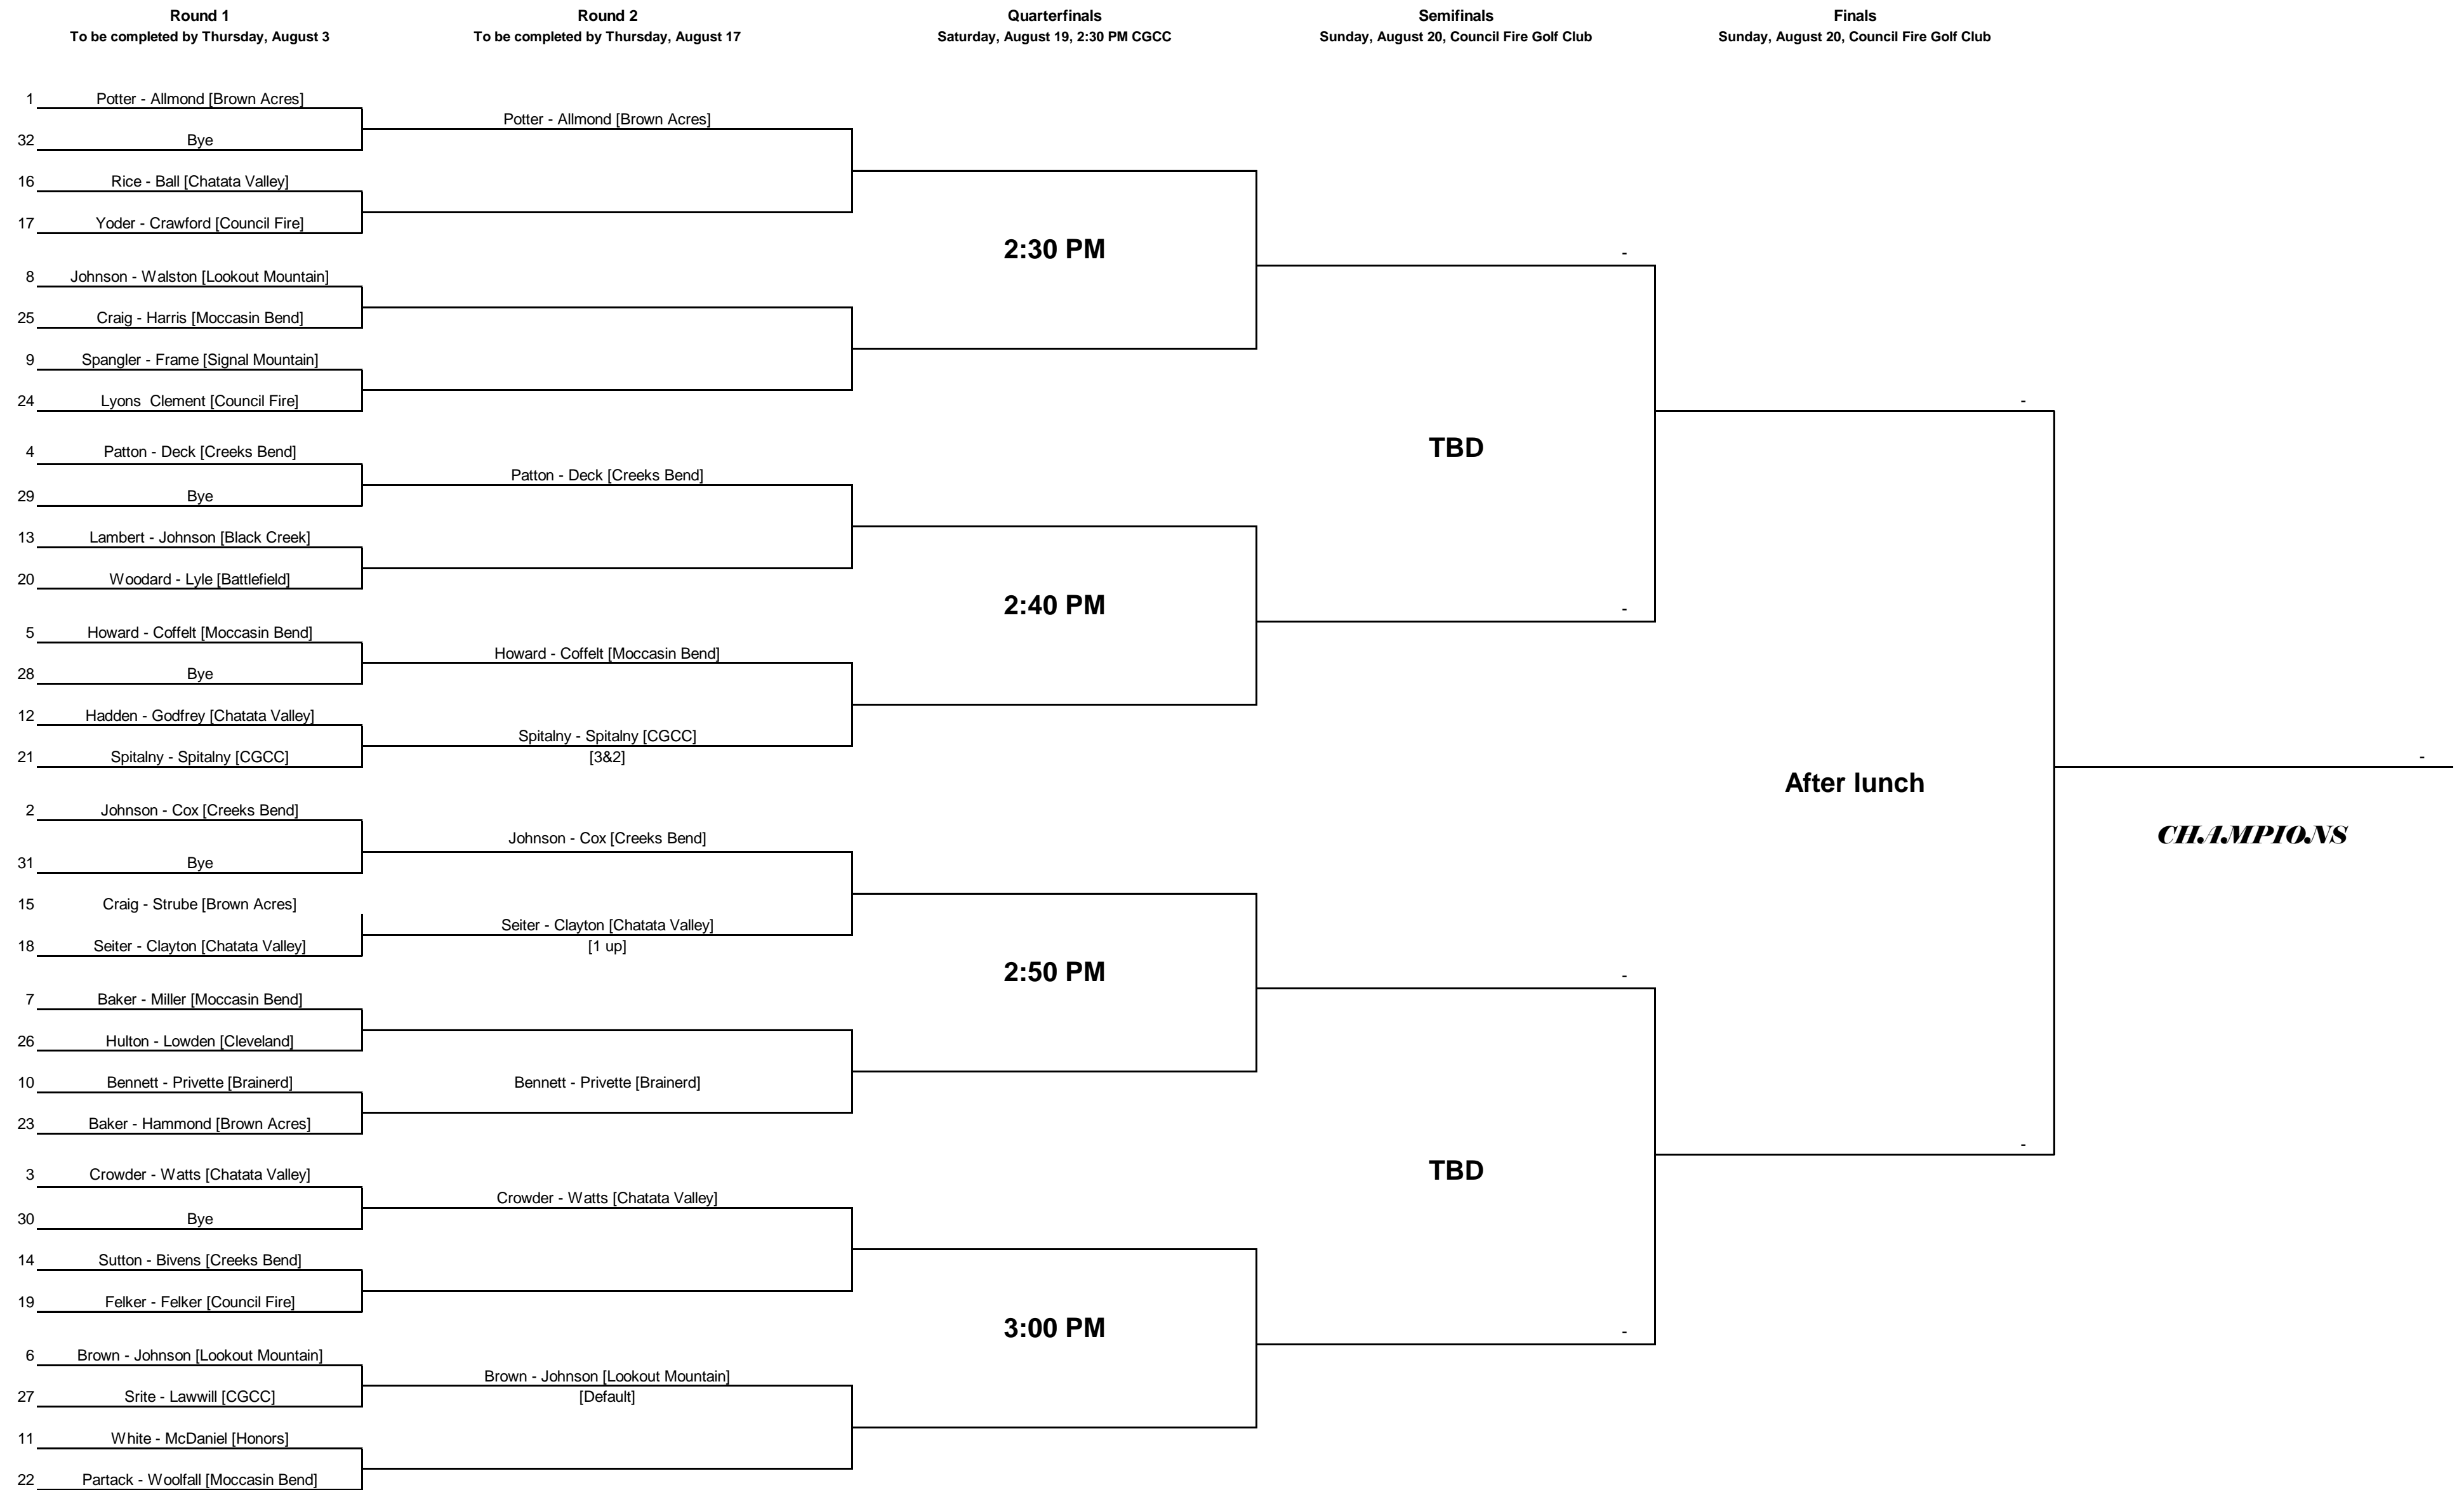 Round 1
To be completed by Thursday, August 3
Round 2
To be completed by Thursday, August 17
Quarterfinals
Saturday, August 19, 2:30 PM CGCC
Semifinals
Sunday, August 20, Council Fire Golf Club
Finals
Sunday, August 20, Council Fire Golf Club
1 Potter - Allmond [Brown Acres]
32 Bye
16 Rice - Ball [Chatata Valley]
17 Yoder - Crawford [Council Fire]
8 Johnson - Walston [Lookout Mountain]
25 Craig - Harris [Moccasin Bend]
9 Spangler - Frame [Signal Mountain]
24 Lyons  Clement [Council Fire]
4 Patton - Deck [Creeks Bend]
29 Bye
13 Lambert - Johnson [Black Creek]
20 Woodard - Lyle [Battlefield]
5 Howard - Coffelt [Moccasin Bend]
28 Bye
12 Hadden - Godfrey [Chatata Valley]
21 Spitalny - Spitalny [CGCC]
2 Johnson - Cox [Creeks Bend]
31 Bye
15 Craig - Strube [Brown Acres]
18 Seiter - Clayton [Chatata Valley]
7 Baker - Miller [Moccasin Bend]
26 Hulton - Lowden [Cleveland]
10 Bennett - Privette [Brainerd]
23 Baker - Hammond [Brown Acres]
3 Crowder - Watts [Chatata Valley]
30 Bye
14 Sutton - Bivens [Creeks Bend]
19 Felker - Felker [Council Fire]
6 Brown - Johnson [Lookout Mountain]
27 Srite - Lawwill [CGCC]
11 White - McDaniel [Honors]
22 Partack - Woolfall [Moccasin Bend]
Potter - Allmond [Brown Acres]
Patton - Deck [Creeks Bend]
Howard - Coffelt [Moccasin Bend]
Spitalny - Spitalny [CGCC]
[3&2]
Johnson - Cox [Creeks Bend]
Seiter - Clayton [Chatata Valley]
[1 up]
Bennett - Privette [Brainerd]
Crowder - Watts [Chatata Valley]
Brown - Johnson [Lookout Mountain]
[Default]
2:30 PM
2:40 PM
2:50 PM
3:00 PM
-
TBD
-
-
TBD
-
-
After lunch
-
-
CHAMPIONS